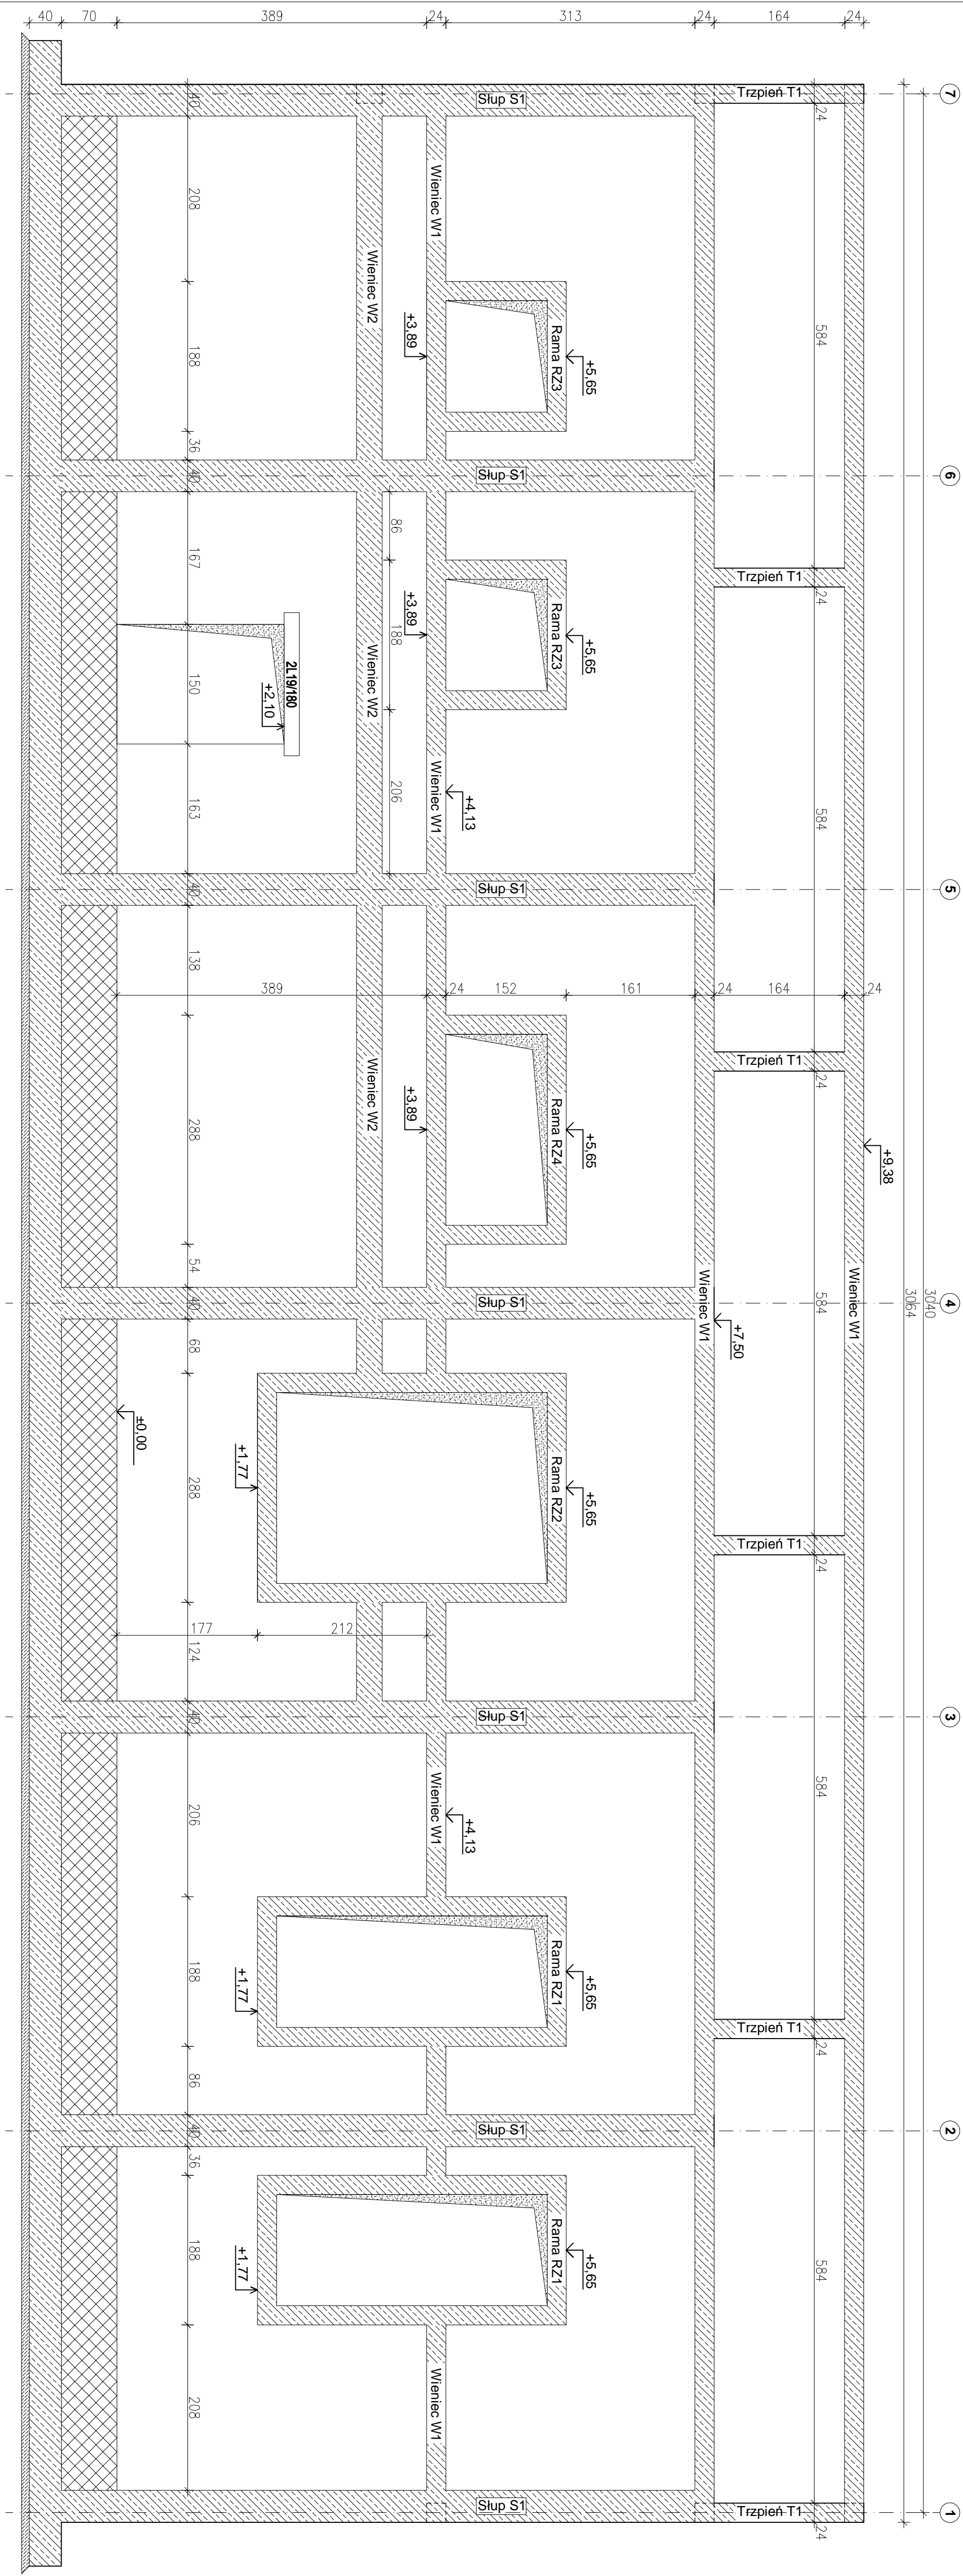 7
6
5
4
3
2
1
3040
3064
+9,38
Wieniec W1
24 584 24 584 24 584 24 584 24 584 24
Trzpień T1
Trzpień T1
Trzpień T1
Trzpień T1
Trzpień T1
Trzpień T1
+7,50
Wieniec W1
+5,65
+5,65
+5,65
+5,65
+5,65
+5,65
Rama RZ3
Rama RZ3
Rama RZ4
Rama RZ2
Rama RZ1
Rama RZ1
Słup S1
Słup S1
Słup S1
Słup S1
Słup S1
Słup S1
Słup S1
+4,13
+4,13
Wieniec W1
Wieniec W1
Wieniec W1
Wieniec W1
+3,89
+3,89
+3,89
86 188 206
Wieniec W2
Wieniec W2
Wieniec W2
2L19/180
+2,10
+1,77
+1,77
+1,77
40 208 188 36 40 167 150 163 40 138 288 54 40 68 288 124 40 206 188 86 40 36 188 208
±0,00
40 70 389 24 313 24 164 24
389 24 152 161 24 164 24
177 212